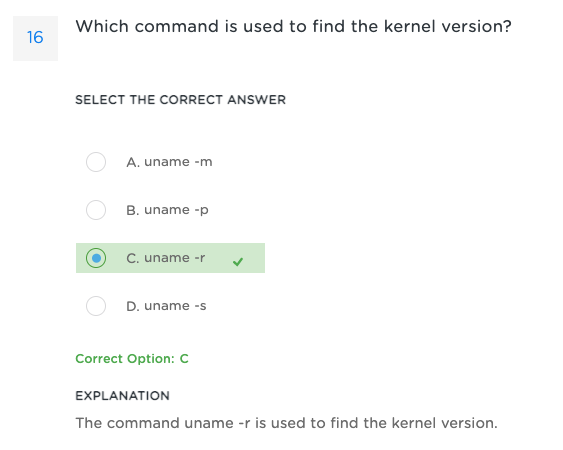 16
Which command is used to find the kernel version?
SELECT THE CORRECT ANSWER
A. uname -m
B. uname -p
C. uname -r
D. uname -s
Correct Option: C
EXPLANATION
The command uname -r is used to find the kernel version.